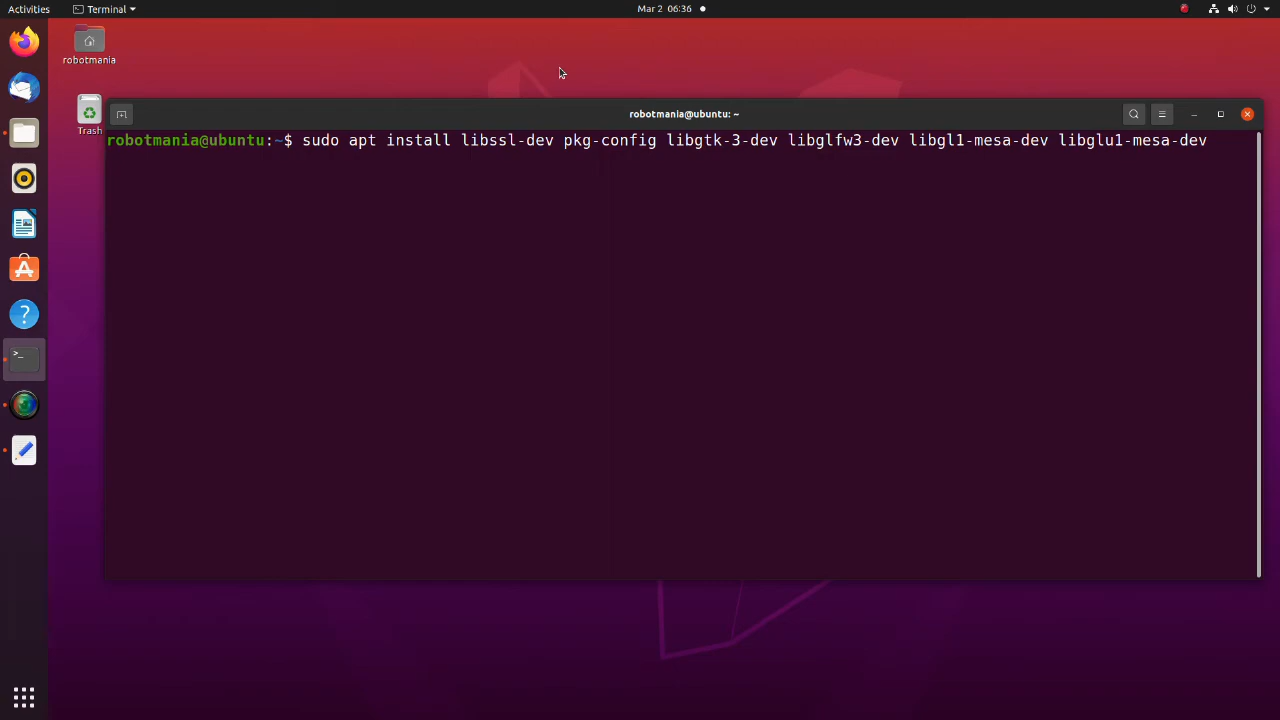 Activities
Terminal
Mar 2 06:36
robotmania
Trash
robotmania@ubuntu: ~
robotmania@ubuntu:~$ sudo apt install libssl-dev pkg-config libgtk-3-dev libglfw3-dev libgl1-mesa-dev libglu1-mesa-dev